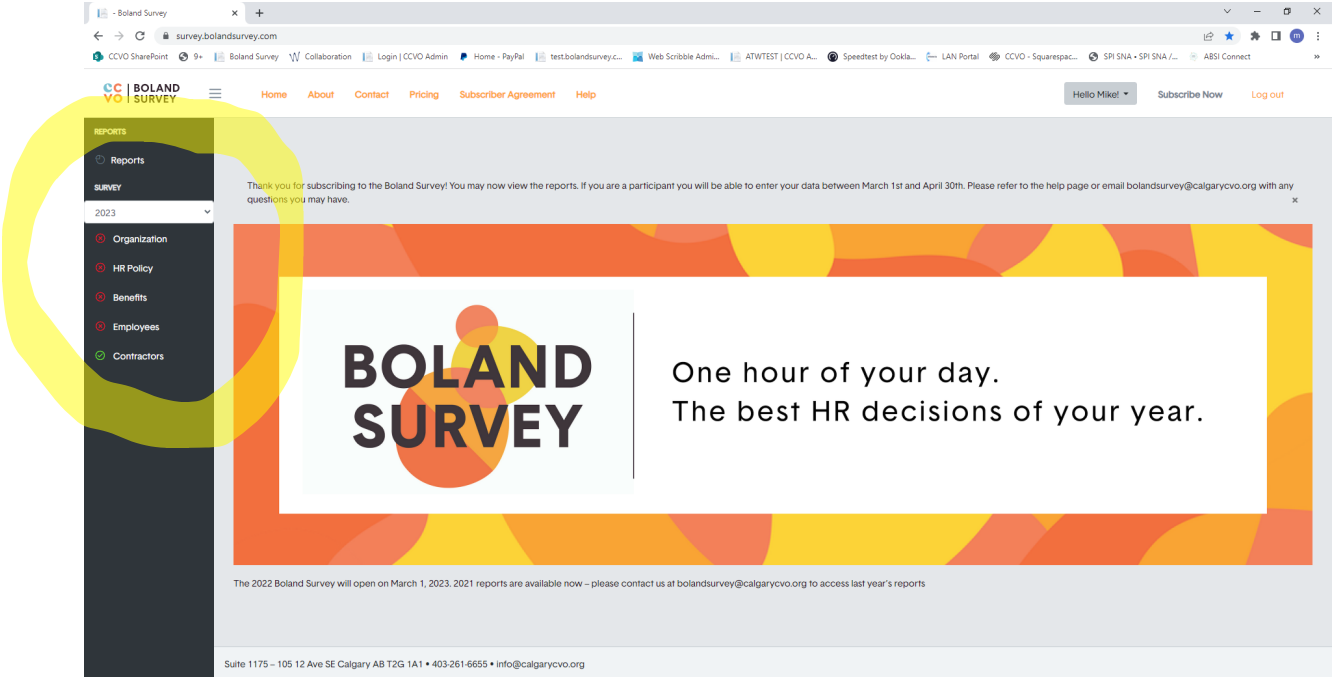 - Boland Survey
survey.bolandsurvey.com
CCVO SharePoint 9+ Boland Survey Collaboration Login | CCVO Admin Home - PayPal test.bolandsurvey.c... Web Scribble Admi... ATWTEST | CCVO A... Speedtest by Ookla... LAN Portal CCVO - Squarespac... SPI SNA • SPI SNA /... ABSI Connect »
CC | BOLAND
VO | SURVEY
Home About Contact Pricing Subscriber Agreement Help
Hello Mike! Subscribe Now Log out
REPORTS
Reports
SURVEY
2023
Organization
HR Policy
Benefits
Employees
Contractors
Thank you for subscribing to the Boland Survey! You may now view the reports. If you are a participant you will be able to enter your data between March 1st and April 30th. Please refer to the help page or email bolandsurvey@calgarycvo.org with any
questions you may have.
BOLAND
SURVEY
One hour of your day.
The best HR decisions of your year.
The 2022 Boland Survey will open on March 1, 2023. 2021 reports are available now – please contact us at bolandsurvey@calgarycvo.org to access last year's reports
Suite 1175 – 105 12 Ave SE Calgary AB T2G 1A1 • 403-261-6655 • info@calgarycvo.org